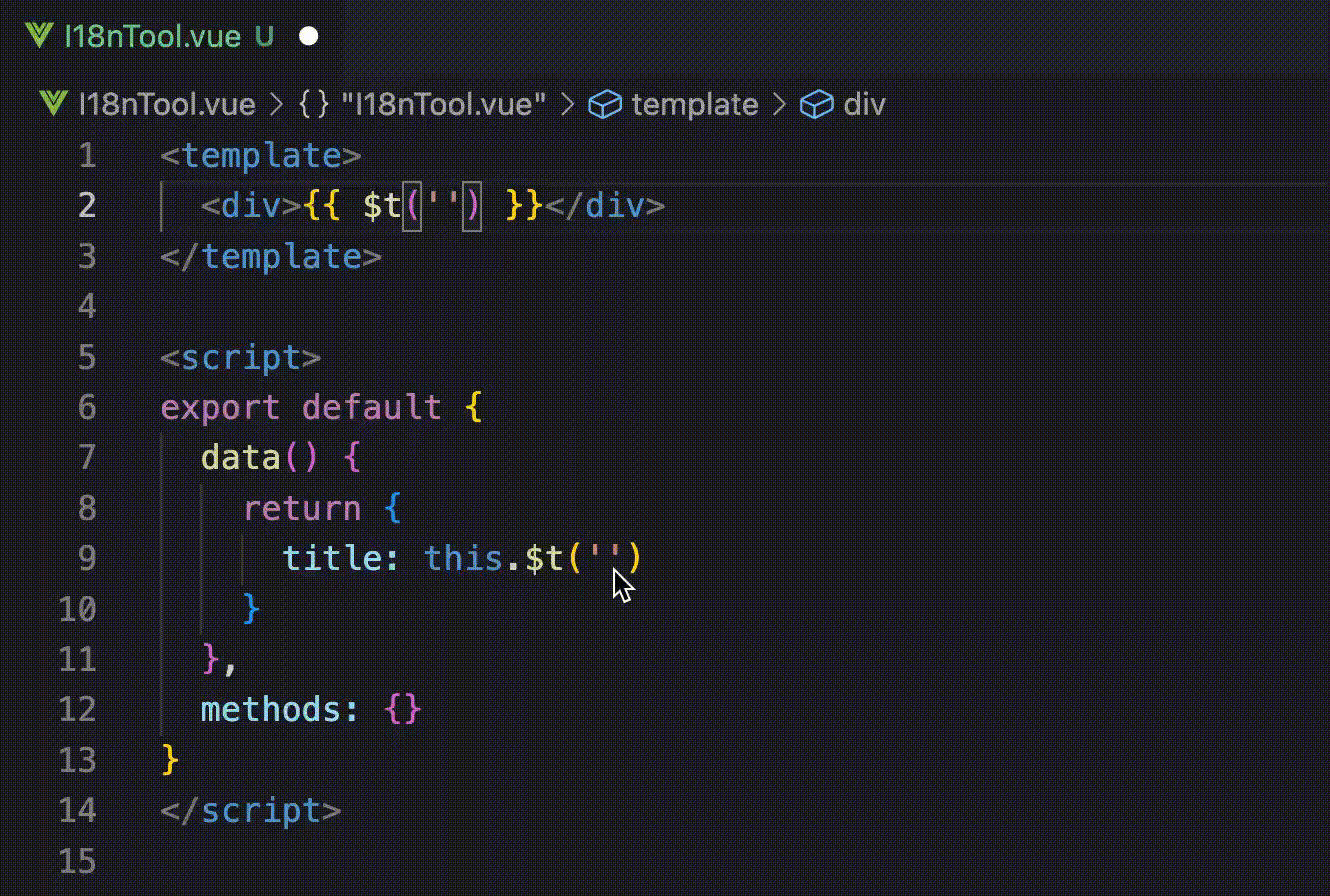 I18nTool.vue U
I18nTool.vue > {} "I18nTool.vue" > template > div
1 <template>
2   <div>{{ $t('') }}</div>
3 </template>
4
5 <script>
6 export default {
7   data() {
8     return {
9       title: this.$t('')
10     }
11   },
12   methods: {}
13 }
14 </script>
15